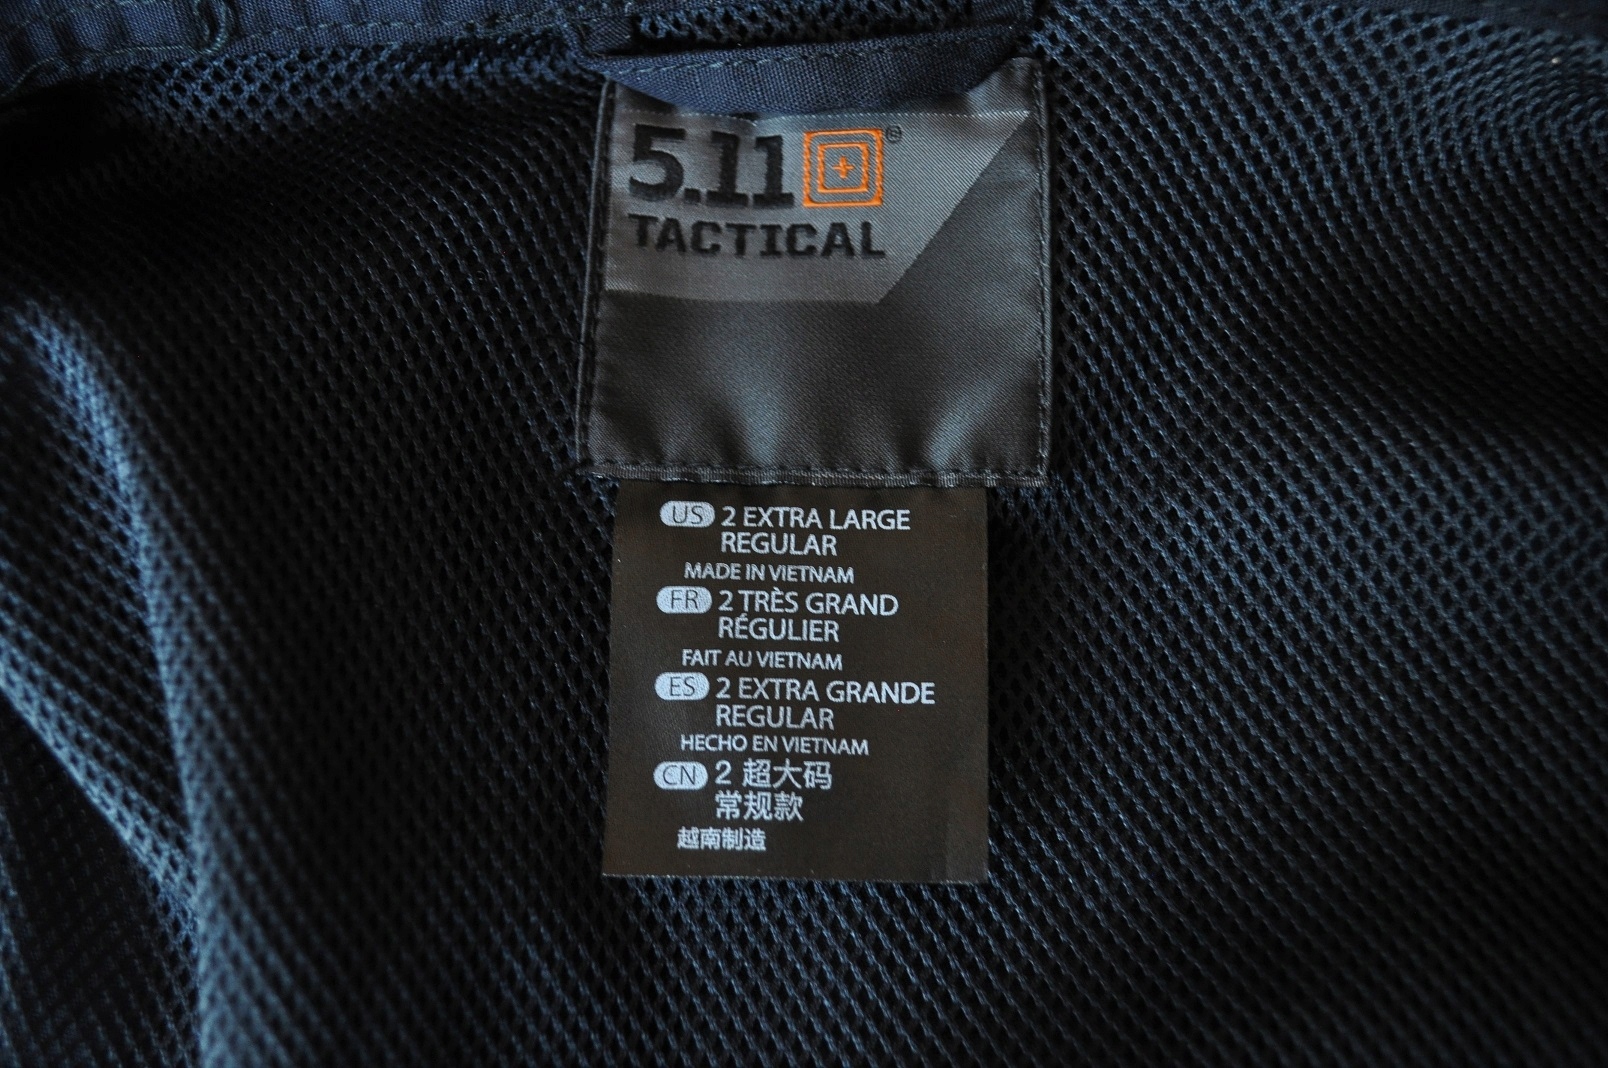 5.11®
TACTICAL
US 2 EXTRA LARGE
REGULAR
MADE IN VIETNAM
FR 2 TRÈS GRAND
RÉGULIER
FAIT AU VIETNAM
ES 2 EXTRA GRANDE
REGULAR
HECHO EN VIETNAM
CN 2 超大码
常规款
越南制造